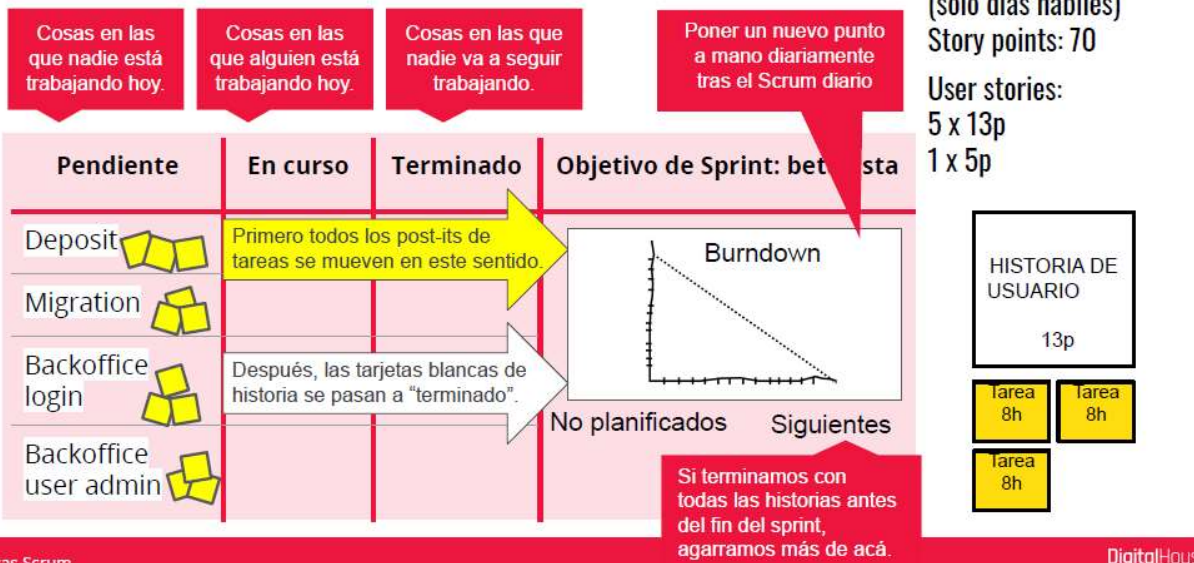 Cosas en las
que nadie está
trabajando hoy.
Cosas en las
que alguien está
trabajando hoy.
Cosas en las que
nadie va a seguir
trabajando.
Poner un nuevo punto
a mano diariamente
tras el Scrum diario
(solo días hábiles)
Story points: 70
User stories:
5 x 13p
1 x 5p
Pendiente
En curso
Terminado
Objetivo de Sprint:
Deposit
Primero todos los post-its de
tareas se mueven en este sentido.
Burndown
Migration
Backoffice
login
Después, las tarjetas blancas de
historia se pasan a “terminado”.
No planificados
Siguientes
Backoffice
user admin
Si terminamos con
todas las historias antes
del fin del sprint,
agarramos más de acá.
HISTORIA DE
USUARIO
13p
Tarea
8h
Tarea
8h
Tarea
8h
Scrum